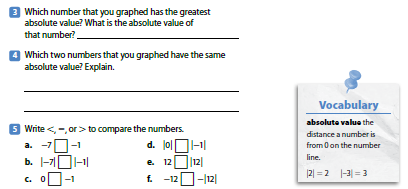 3 Which number that you graphed has the greatest
absolute value? What is the absolute value of
that number?
4 Which two numbers that you graphed have the same
absolute value? Explain.
5 Write <, =, or > to compare the numbers.
a. -7 □ -1
d. |0| □ |-1|
b. |-7| □ |-1|
e. 12 □ |12|
c. 0 □ -1
f. -12 □ -|12|
Vocabulary
absolute value the
distance a number is
from 0 on the number
line.
|2| = 2 |-3| = 3